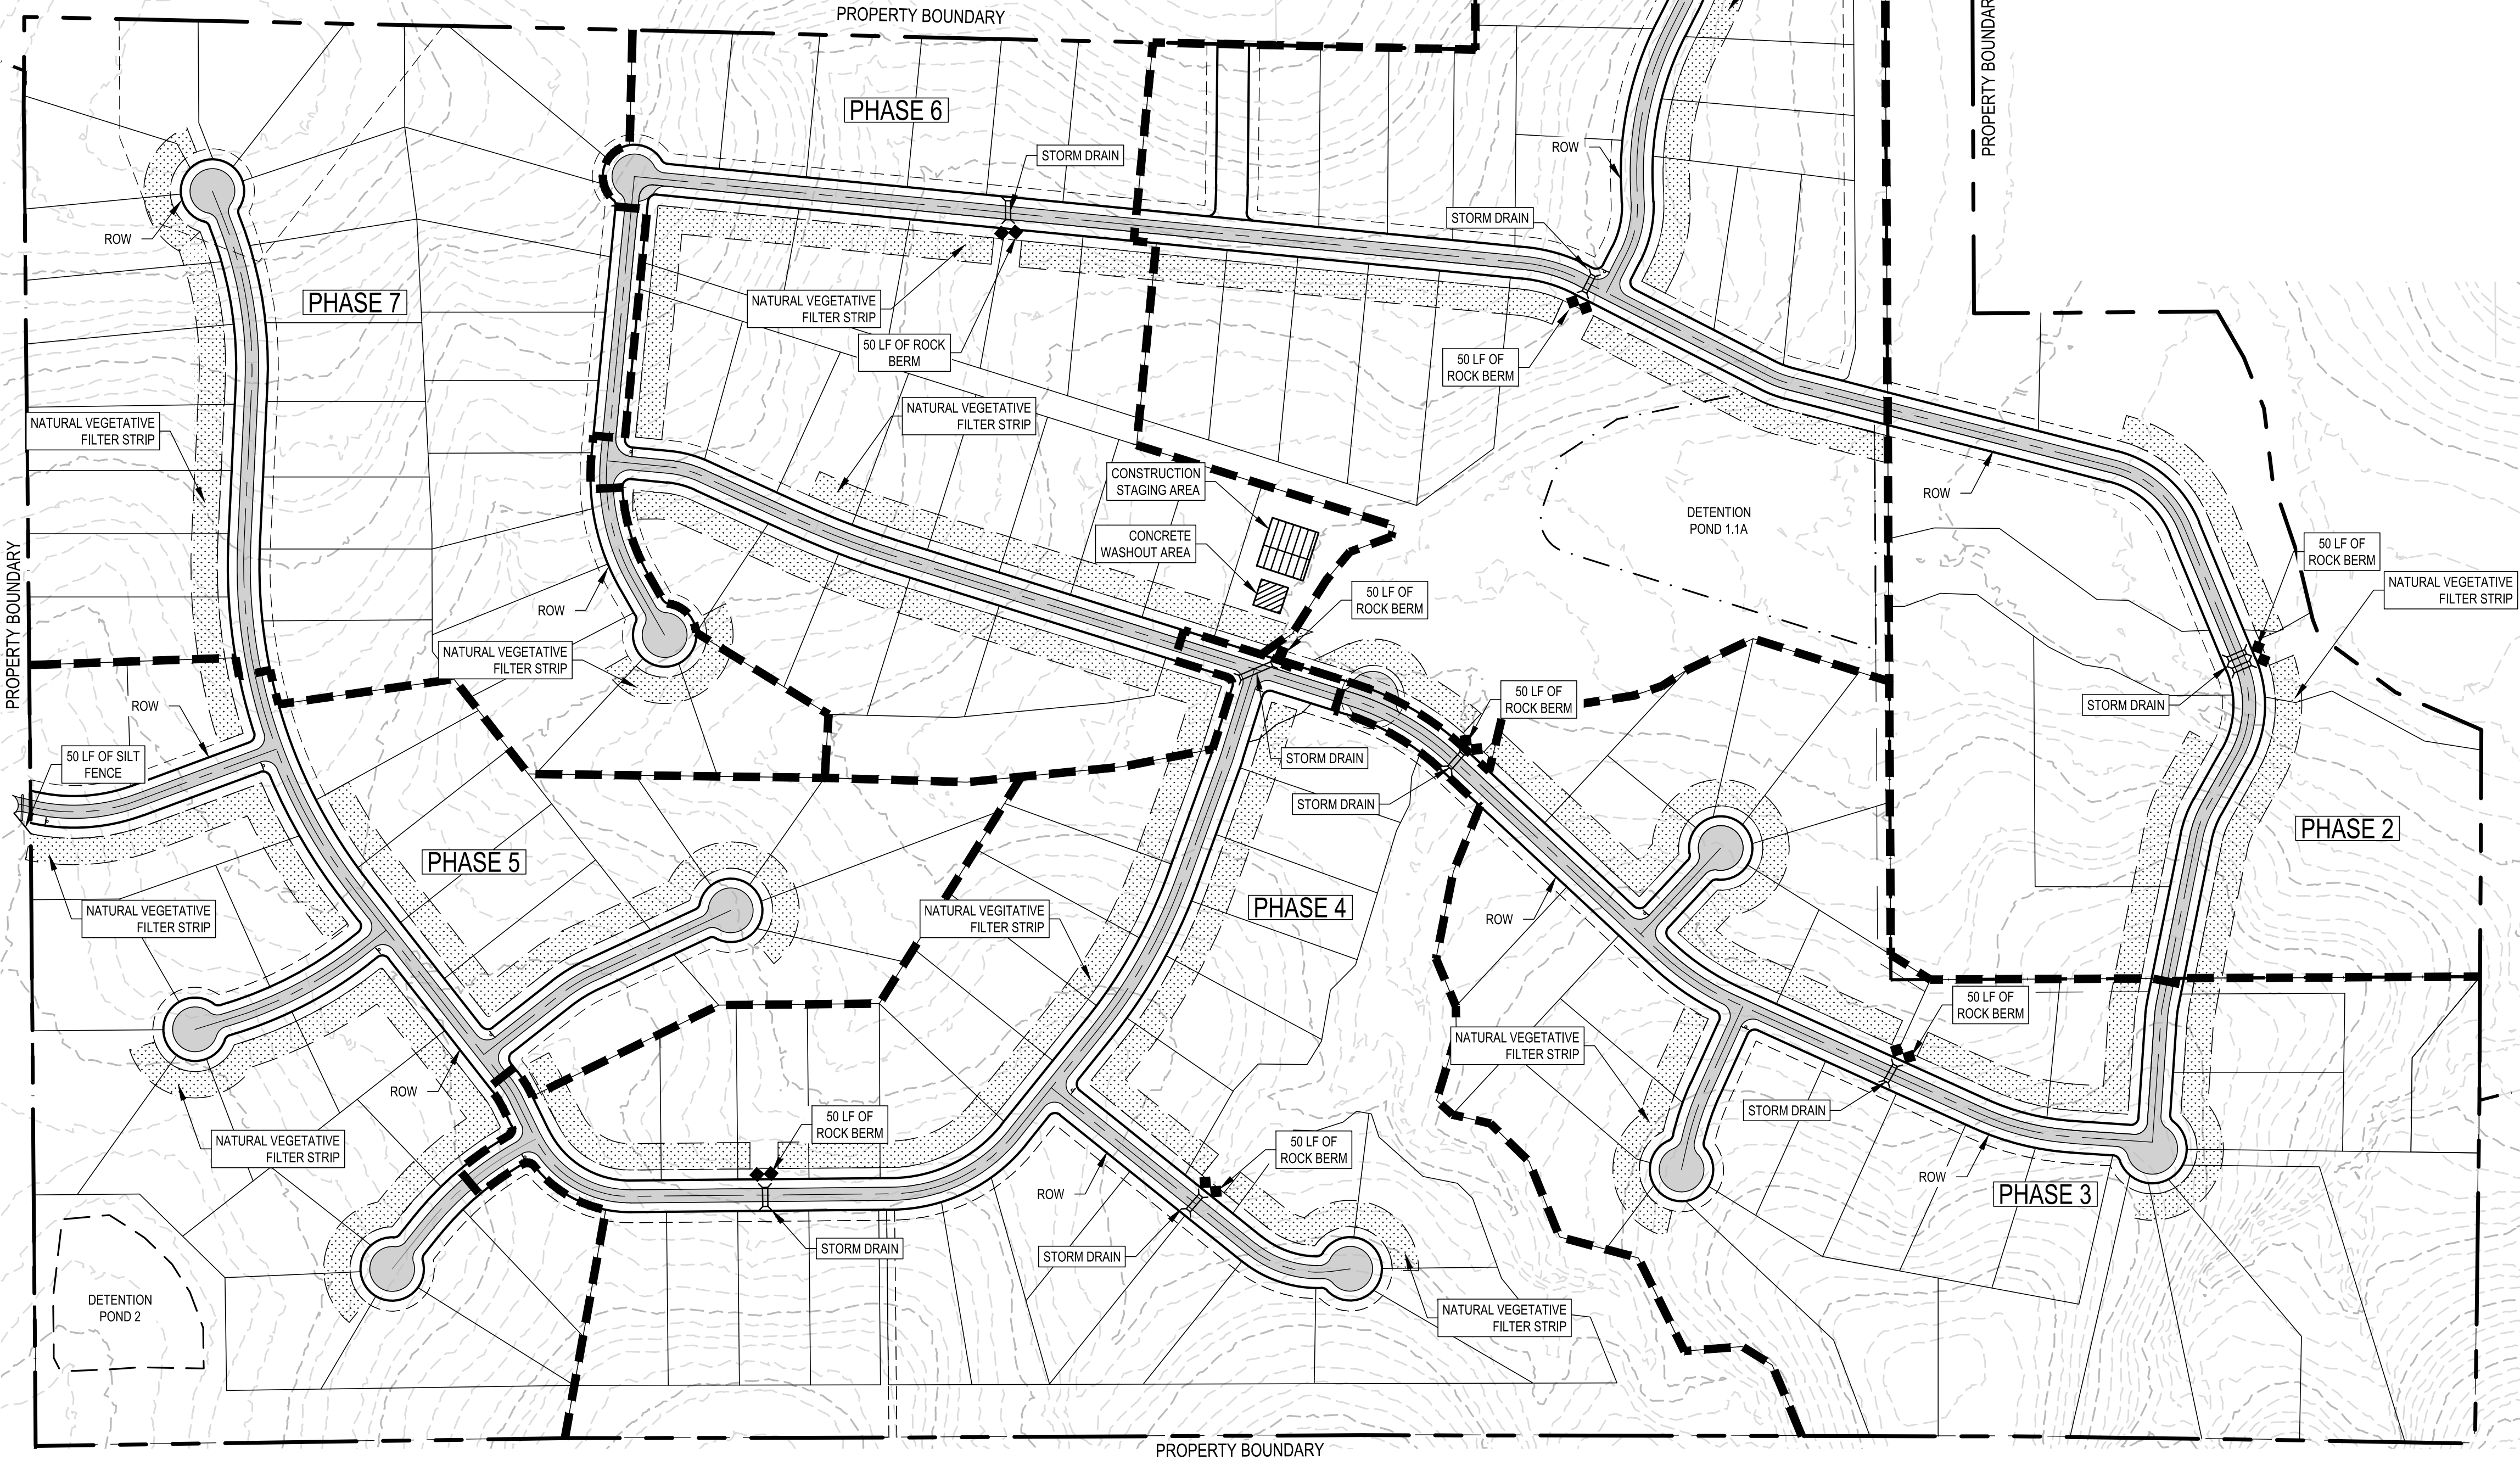 PROPERTY BOUNDARY
PROPERTY BOUNDAR
PHASE 6
STORM DRAIN
ROW
STORM DRAIN
ROW
PHASE 7
NATURAL VEGETATIVE
FILTER STRIP
50 LF OF ROCK
BERM
50 LF OF
ROCK BERM
NATURAL VEGETATIVE
FILTER STRIP
NATURAL VEGETATIVE
FILTER STRIP
CONSTRUCTION
STAGING AREA
CONCRETE
WASHOUT AREA
DETENTION
POND 1.1A
ROW
50 LF OF
ROCK BERM
NATURAL VEGETATIVE
FILTER STRIP
50 LF OF
ROCK BERM
ROW
PROPERTY BOUNDARY
NATURAL VEGETATIVE
FILTER STRIP
50 LF OF
ROCK BERM
STORM DRAIN
ROW
50 LF OF SILT
FENCE
STORM DRAIN
STORM DRAIN
PHASE 2
PHASE 5
NATURAL VEGETATIVE
FILTER STRIP
NATURAL VEGITATIVE
FILTER STRIP
PHASE 4
ROW
50 LF OF
ROCK BERM
NATURAL VEGETATIVE
FILTER STRIP
ROW
STORM DRAIN
50 LF OF
ROCK BERM
NATURAL VEGETATIVE
FILTER STRIP
50 LF OF
ROCK BERM
ROW
ROW
PHASE 3
STORM DRAIN
STORM DRAIN
DETENTION
POND 2
NATURAL VEGETATIVE
FILTER STRIP
PROPERTY BOUNDARY